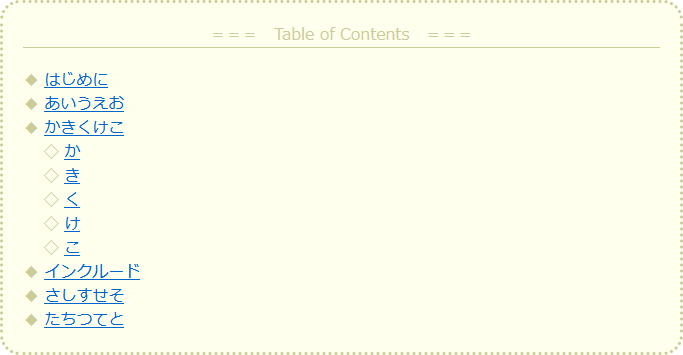 ＝＝＝　Table of Contents　＝＝＝
◆ はじめに
◆ あいうえお
◆ かきくけこ
◇ か
◇ き
◇ く
◇ け
◇ こ
◆ インクルード
◆ さしすせそ
◆ たちつてと